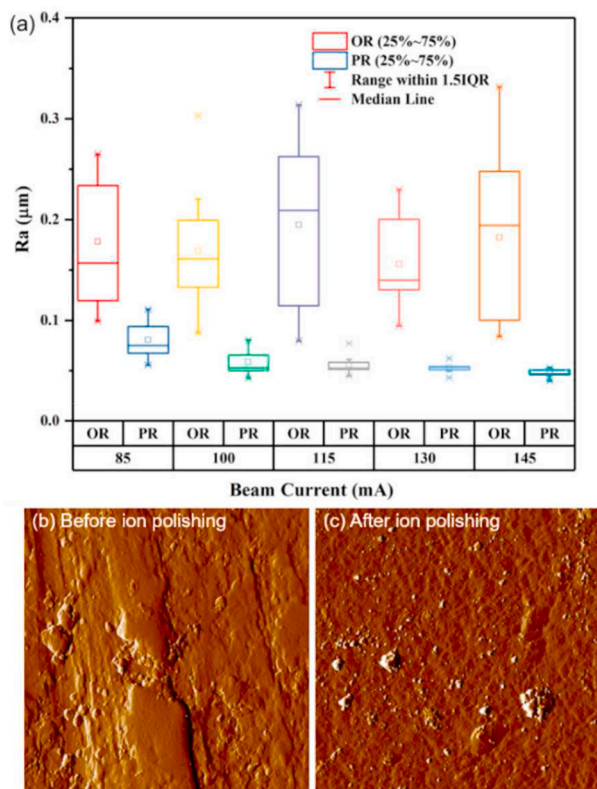 (a)
0.4
0.3
0.2
0.1
0.0
Ra (μm)
OR (25%~75%)
PR (25%~75%)
Range within 1.5IQR
Median Line
OR PR OR PR OR PR OR PR OR PR
85 100 115 130 145
Beam Current (mA)
(b) Before ion polishing
(c) After ion polishing